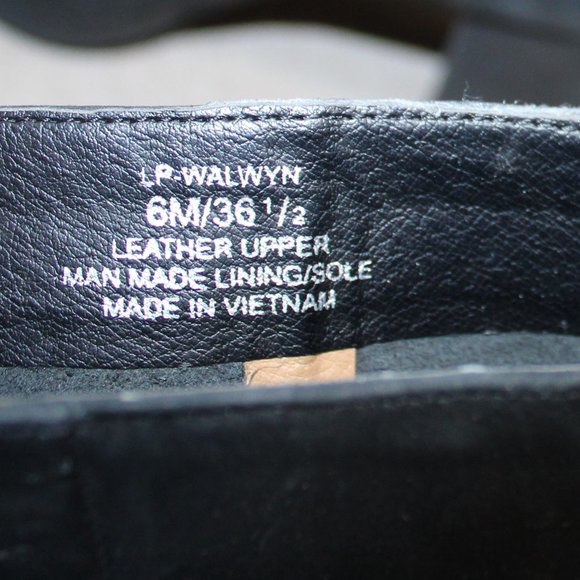 LP-WALWYN
6M/36 1/2
LEATHER UPPER
MAN MADE LINING/SOLE
MADE IN VIETNAM